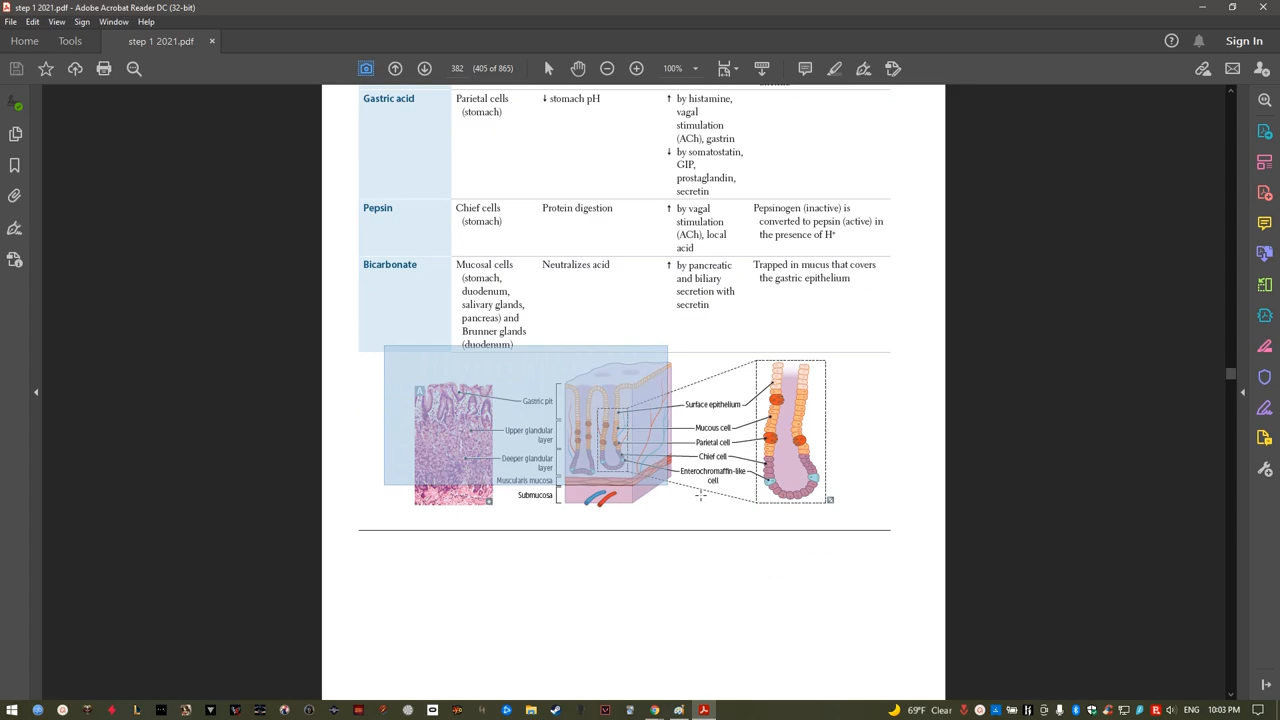 step 1 2021.pdf - Adobe Acrobat Reader DC (32-bit)
File Edit View Sign Window Help
Home Tools step 1 2021.pdf × Sign In
382 (405 of 865) 100%
Gastric acid
Parietal cells
(stomach)
↓ stomach pH
↑ by histamine,
vagal
stimulation
(ACh), gastrin
↓ by somatostatin,
GIP,
prostaglandin,
secretin
Pepsin
Chief cells
(stomach)
Protein digestion
↑ by vagal
stimulation
(ACh), local
acid
Pepsinogen (inactive) is
converted to pepsin (active) in
the presence of H⁺
Bicarbonate
Mucosal cells
(stomach,
duodenum,
salivary glands,
pancreas) and
Brunner glands
(duodenum)
Neutralizes acid
↑ by pancreatic
and biliary
secretion with
secretin
Trapped in mucus that covers
the gastric epithelium
A
Gastric pit
Upper glandular
layer
Deeper glandular
layer
Muscularis mucosa
Submucosa
Surface epithelium
Mucous cell
Parietal cell
Chief cell
Enterochromaffin-like
cell
69°F Clear
10:03 PM